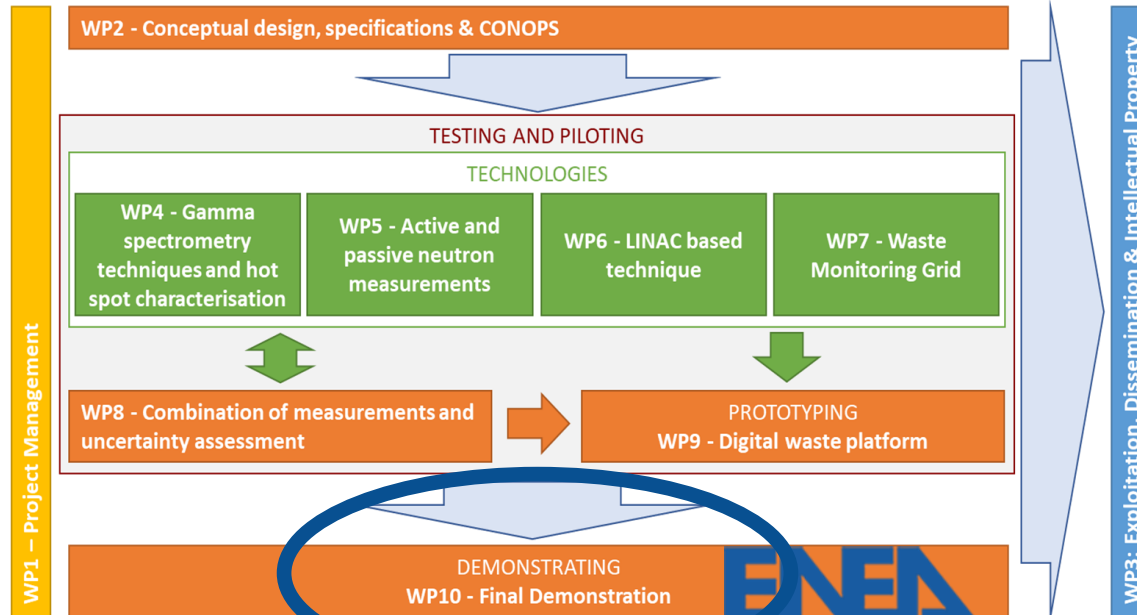 WP2 - Conceptual design, specifications & CONOPS
TESTING AND PILOTING
TECHNOLOGIES
WP4 - Gamma
spectrometry
techniques and hot
spot characterisation
WP5 - Active and
passive neutron
measurements
WP6 - LINAC based
technique
WP7 - Waste
Monitoring Grid
WP8 - Combination of measurements and
uncertainty assessment
PROTOTYPING
WP9 - Digital waste platform
DEMONSTRATING
WP10 - Final Demonstration
ENEA
WP1 – Project Management
WP3: Exploitation, Dissemination & Intellectual Property